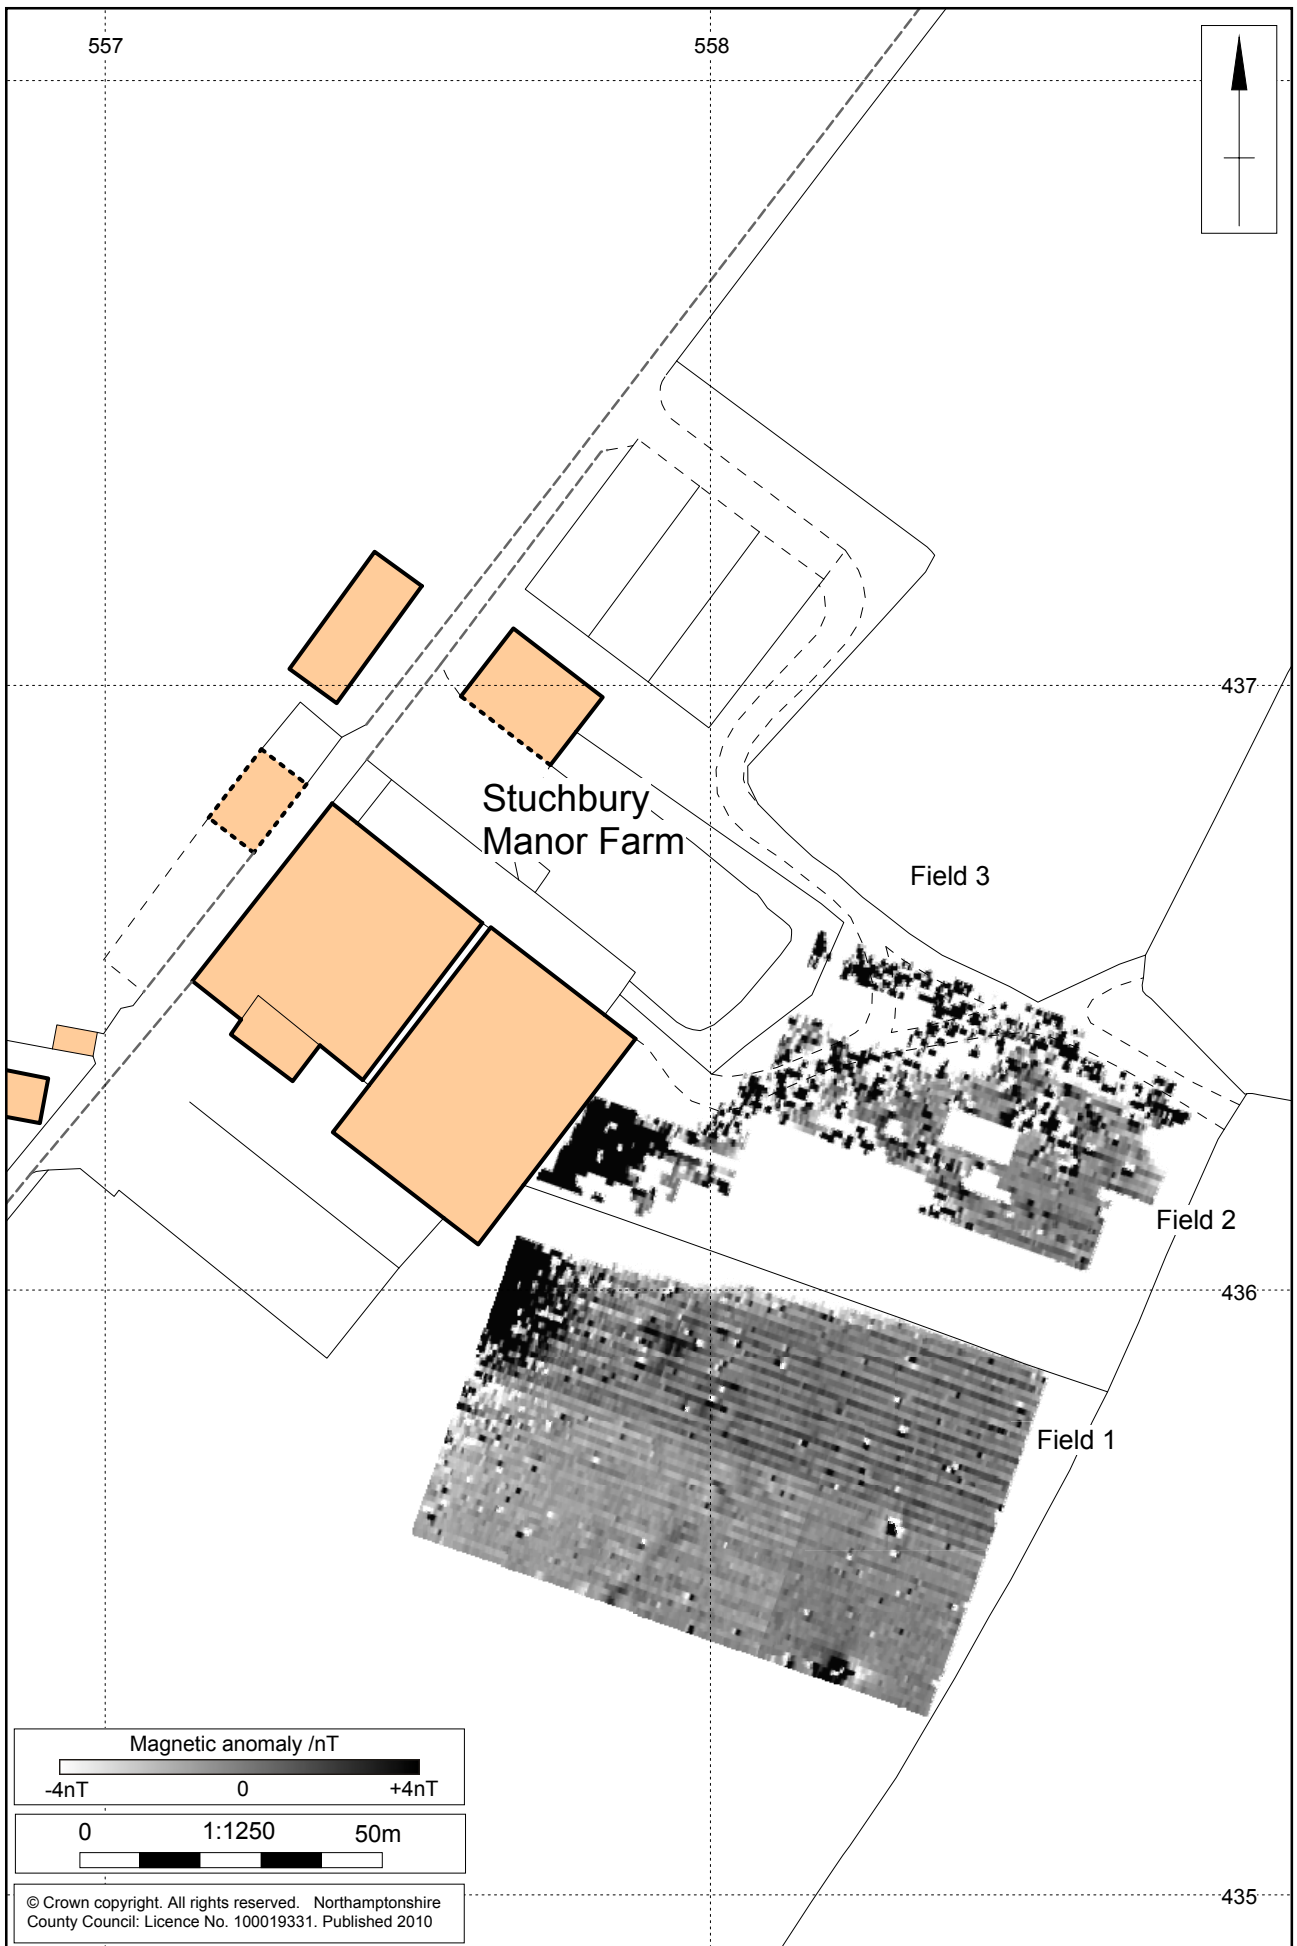 557
558
437
Stuchbury
Manor Farm
Field 3
Field 2
436
Field 1
Magnetic anomaly /nT
-4nT 0 +4nT
0 1:1250 50m
435
© Crown copyright. All rights reserved. Northamptonshire
County Council: Licence No. 100019331. Published 2010